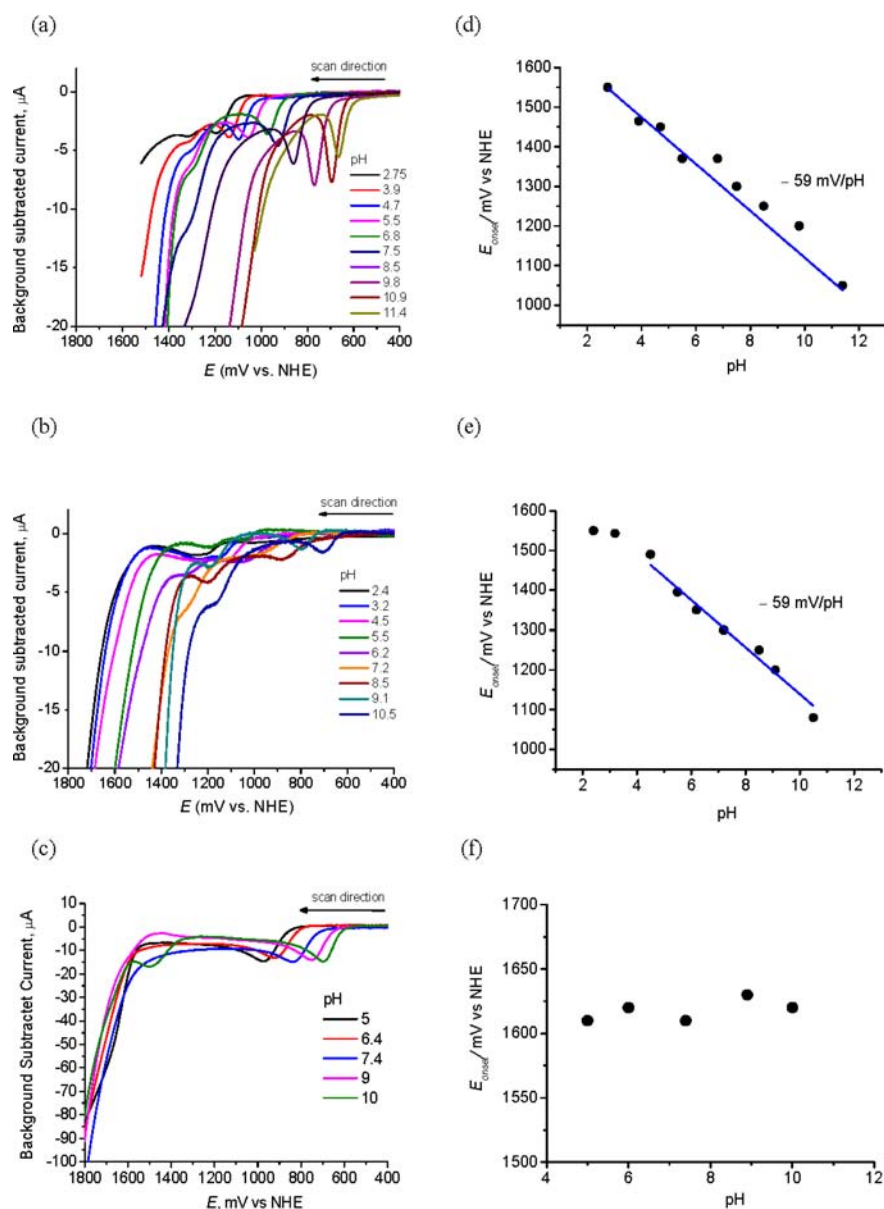 (a)
scan direction
Background subtracted current, µA
0
-5
-10
-15
-20
pH
2.75
3.9
4.7
5.5
6.8
7.5
8.5
9.8
10.9
11.4
1800 1600 1400 1200 1000 800 600 400
E (mV vs. NHE)
(d)
E onset/mV vs NHE
1600
1500
1400
1300
1200
1100
1000
– 59 mV/pH
2 4 6 8 10 12
pH
(b)
scan direction
Background subtracted current, µA
0
-5
-10
-15
-20
pH
2.4
3.2
4.5
5.5
6.2
7.2
8.5
9.1
10.5
1800 1600 1400 1200 1000 800 600 400
E (mV vs. NHE)
(e)
E onset/mV vs NHE
1600
1500
1400
1300
1200
1100
1000
– 59 mV/pH
2 4 6 8 10 12
pH
(c)
scan direction
Background Subtractet Current, µA
10
0
-10
-20
-30
-40
-50
-60
-70
-80
-90
-100
pH
5
6.4
7.4
9
10
1800 1600 1400 1200 1000 800 600 400
E, mV vs NHE
(f)
E onset/mV vs NHE
1700
1650
1600
1550
1500
4 6 8 10 12
pH